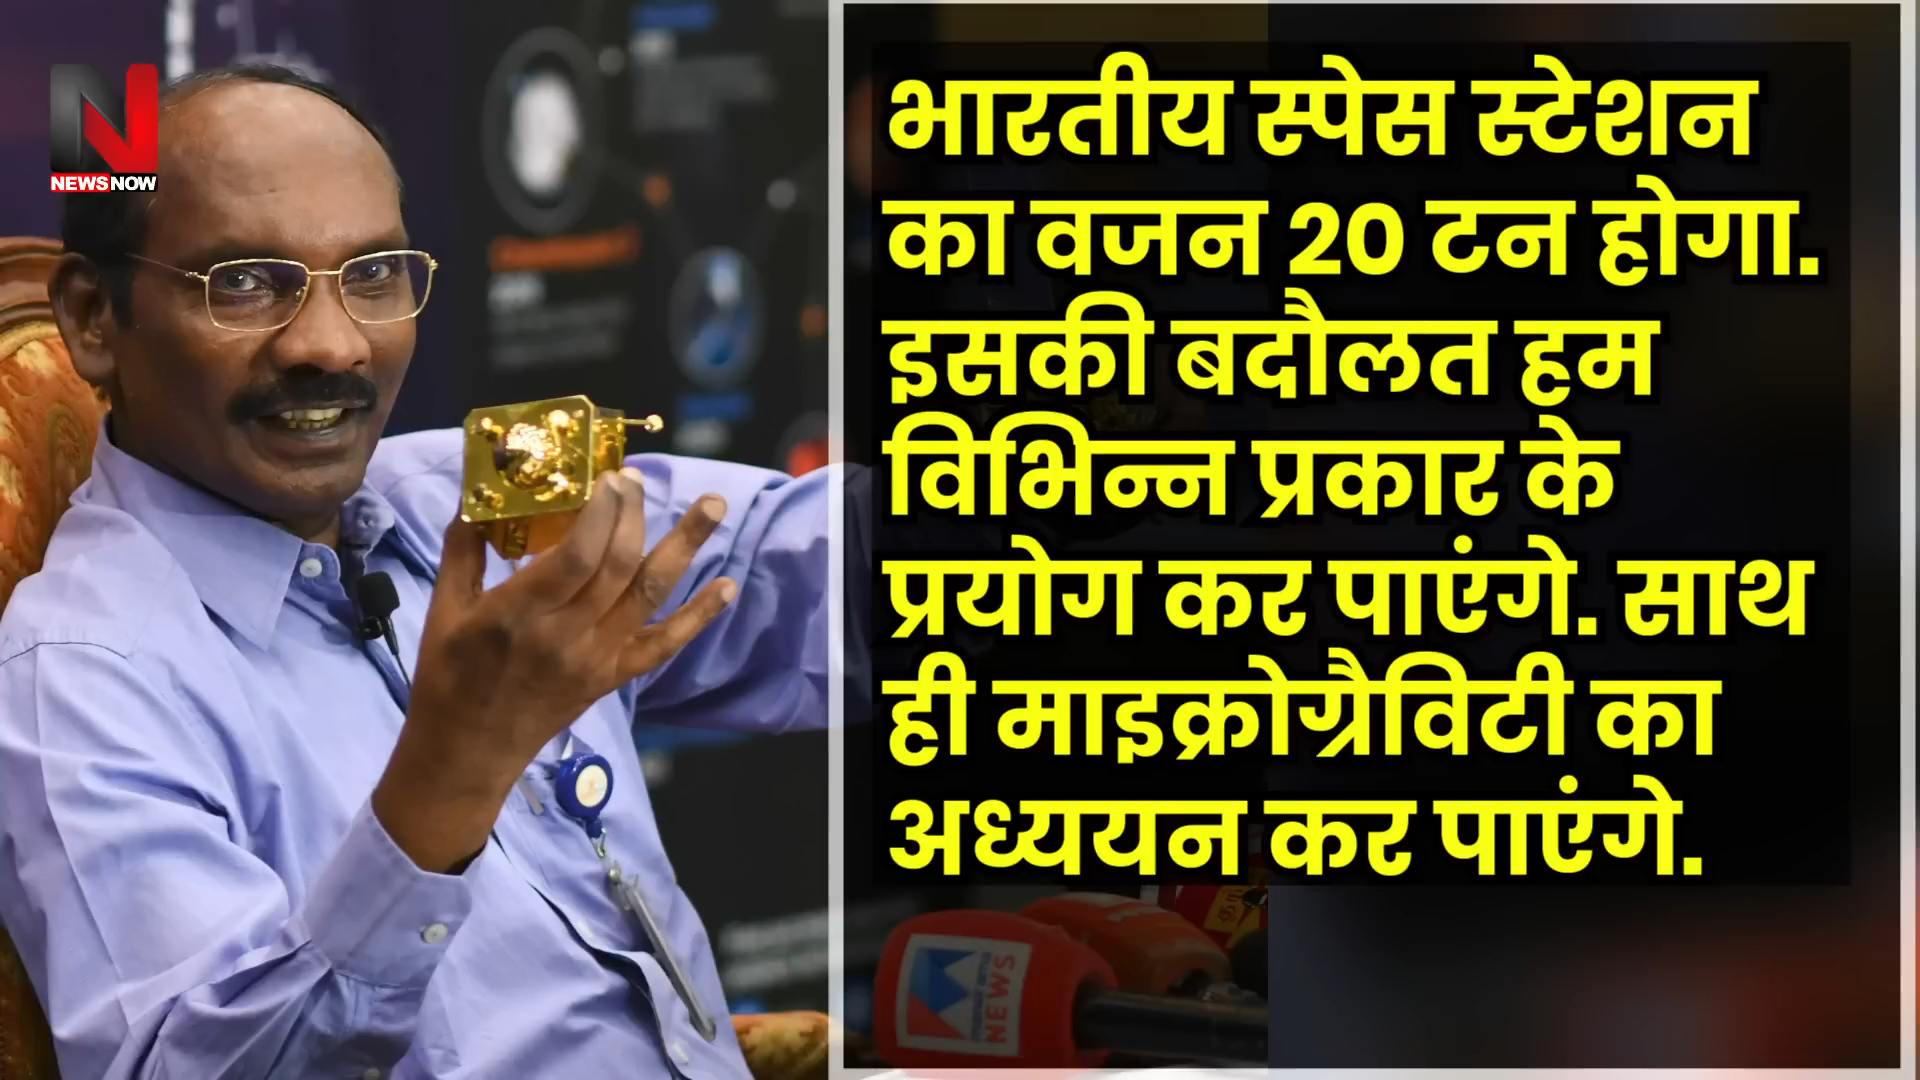 NEWSNOW
भारतीय स्पेस स्टेशन
का वजन 20 टन होगा.
इसकी बदौलत हम
विभिन्न प्रकार के
प्रयोग कर पाएंगे. साथ
ही माइक्रोग्रैविटी का
अध्ययन कर पाएंगे.
NEWS